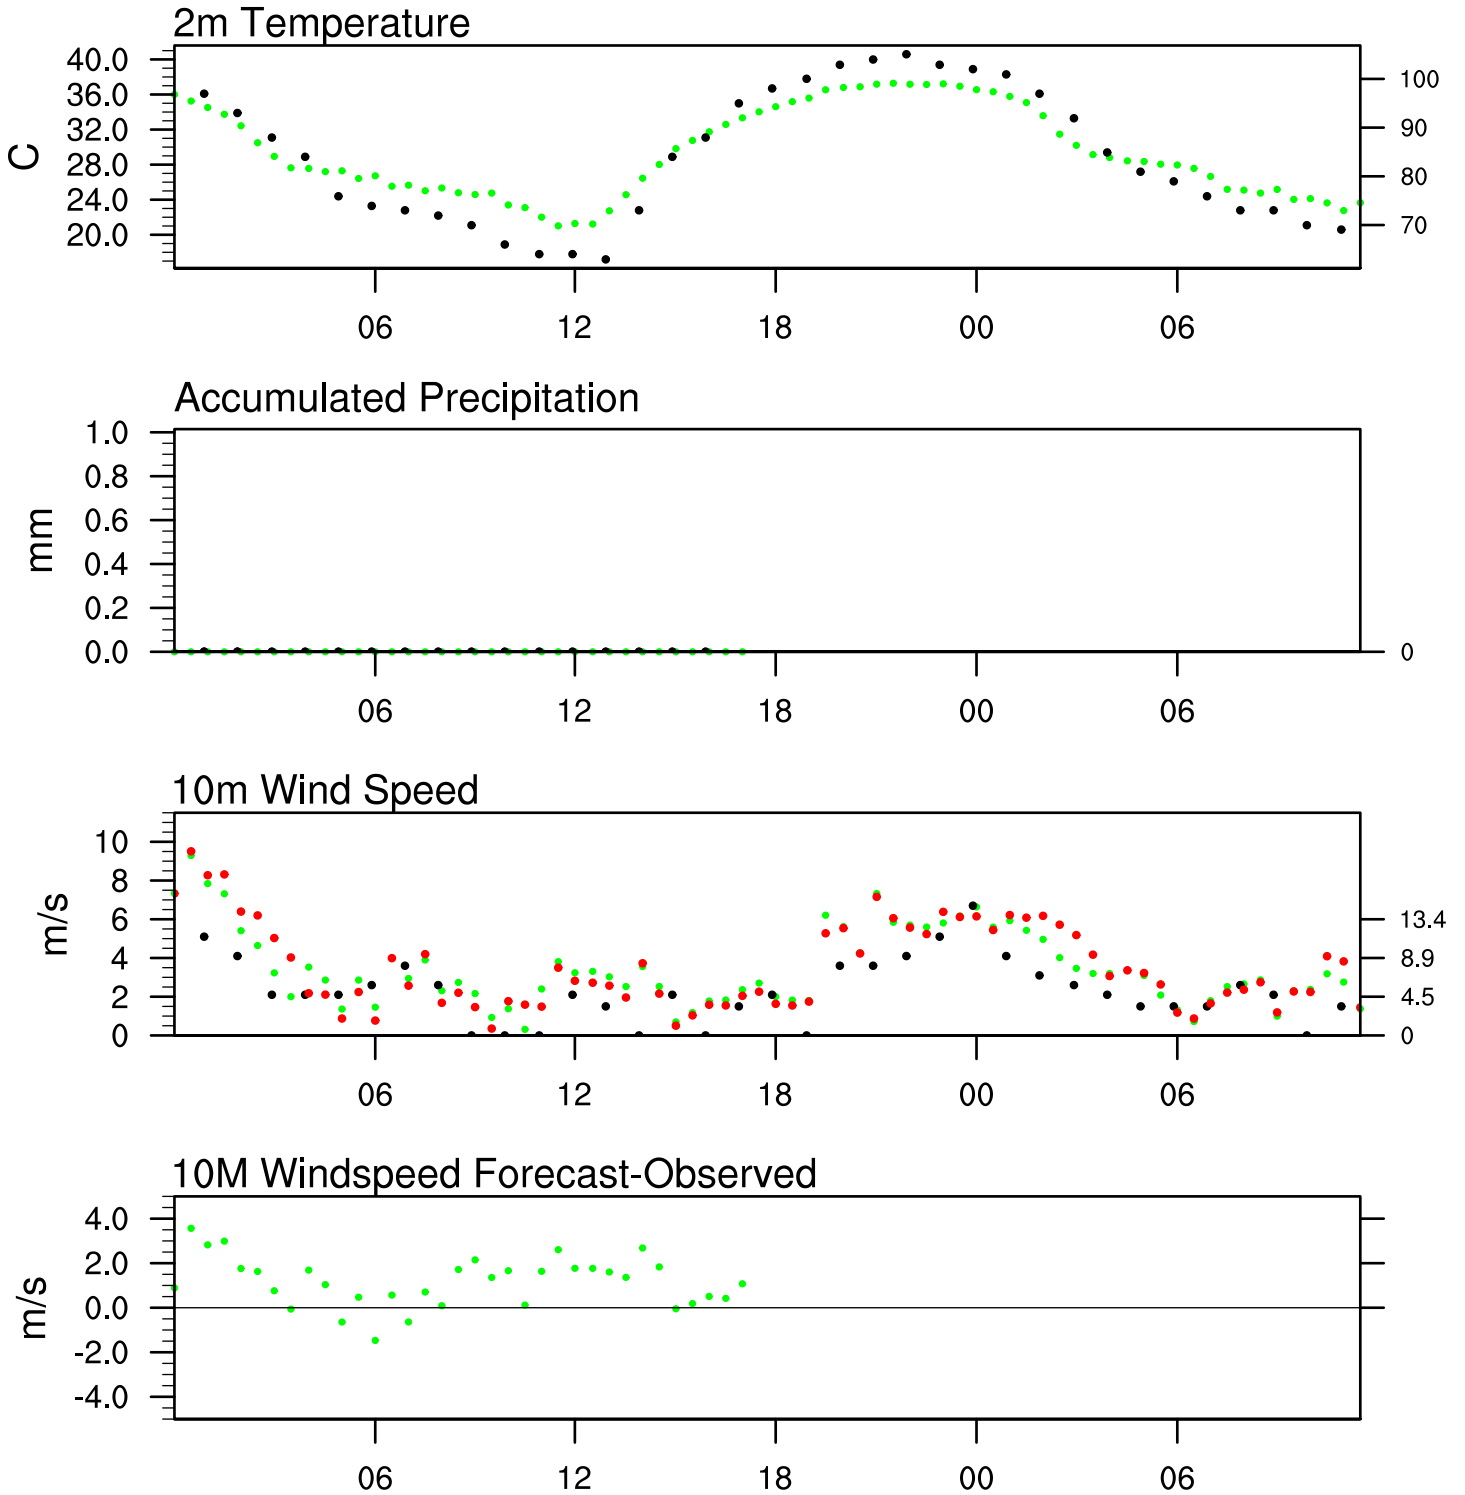 2m Temperature
40.0
36.0
32.0
28.0
24.0
20.0
C
100
90
80
70
06 12 18 00 06
Accumulated Precipitation
1.0
0.8
0.6
0.4
0.2
0.0
mm
0
06 12 18 00 06
10m Wind Speed
10
8
6
4
2
0
m/s
13.4
8.9
4.5
0
06 12 18 00 06
10M Windspeed Forecast-Observed
4.0
2.0
0.0
-2.0
-4.0
m/s
06 12 18 00 06